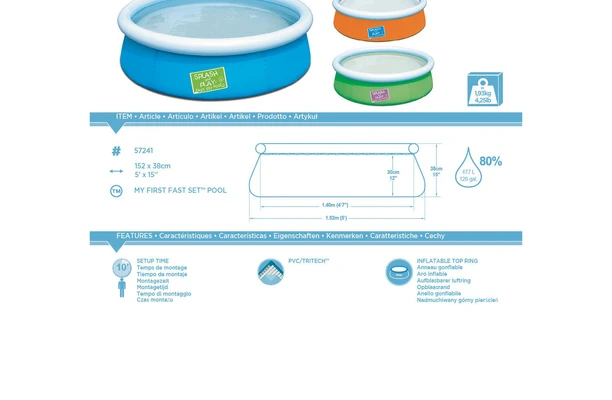 SPLASH
AND
PLAY
1,93kg
4,25lb
ITEM • Article • Artículo • Artikel • Artikel • Prodotto • Artykuł
# 57241
152 x 38cm
5' x 15"
TM MY FIRST FAST SET™ POOL
30cm
12"
38cm
15"
1.40m (4'7")
1.52m (5')
477 L
126 gal.
80%
FEATURES • Caractéristiques • Características • Eigenschaften • Kenmerken • Caratteristiche • Cechy
10'
SETUP TIME
Temps de montage
Tiempo de montaje
Montagezeit
Montagetijd
Tempo di montaggio
Czas montażu
PVC/TRITECH™
INFLATABLE TOP RING
Anneau gonflable
Aro inflable
Aufblasbarer luftring
Opblaasrand
Anello gonfiabile
Nadmuchiwany górny pierścień